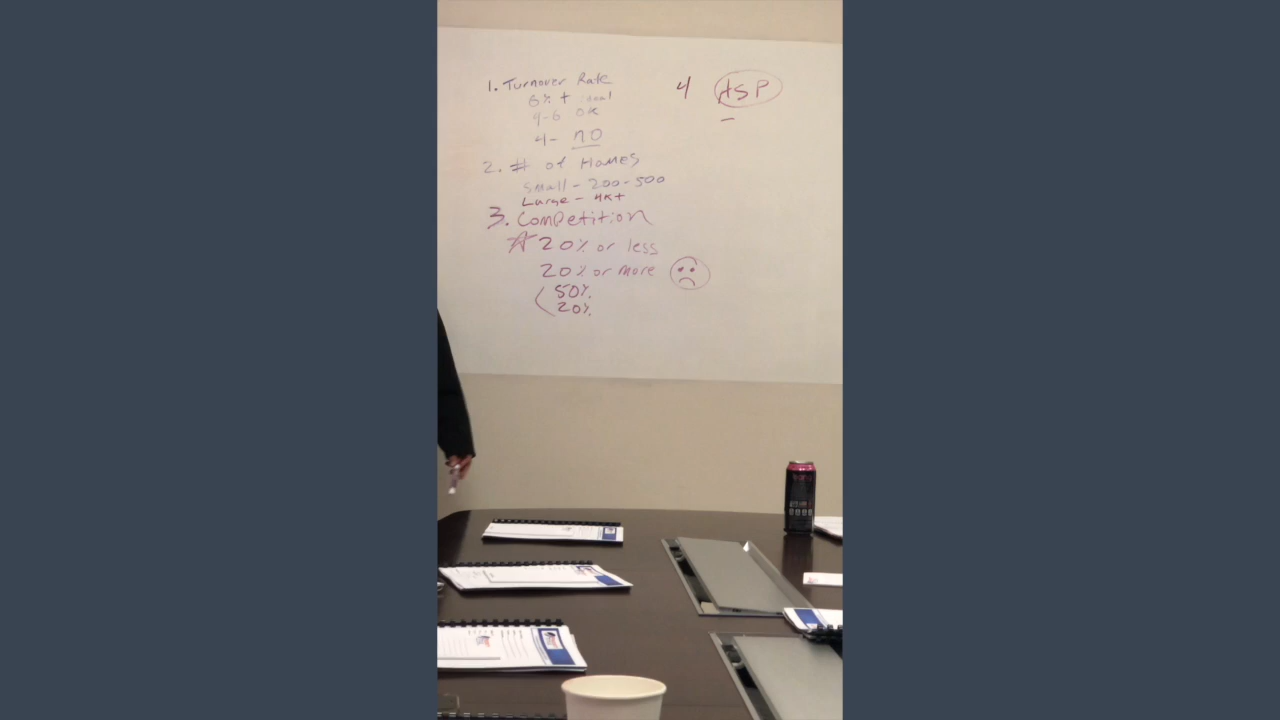 1. Turnover Rate
6% + Goal
4-6 OK
4- no
2. # of Homes
Small - 200-500
Large - 4K+
3. Competition
20% or less
20% or more
50%
20%
4 ASP